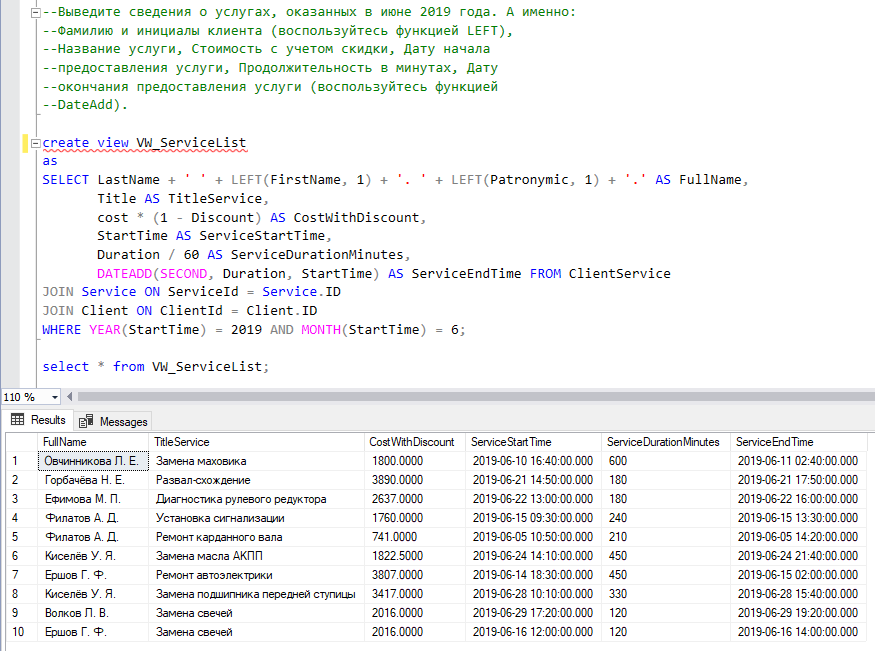 --Выведите сведения о услугах, оказанных в июне 2019 года. А именно:
--Фамилию и инициалы клиента (воспользуйтесь функцией LEFT),
--Название услуги, Стоимость с учетом скидки, Дату начала
--предоставления услуги, Продолжительность в минутах, Дату
--окончания предоставления услуги (воспользуйтесь функцией
--DateAdd).
create view VW_ServiceList
as
SELECT LastName + ' ' + LEFT(FirstName, 1) + '. ' + LEFT(Patronymic, 1) + '.' AS FullName,
Title AS TitleService,
cost * (1 - Discount) AS CostWithDiscount,
StartTime AS ServiceStartTime,
Duration / 60 AS ServiceDurationMinutes,
DATEADD(SECOND, Duration, StartTime) AS ServiceEndTime FROM ClientService
JOIN Service ON ServiceId = Service.ID
JOIN Client ON ClientId = Client.ID
WHERE YEAR(StartTime) = 2019 AND MONTH(StartTime) = 6;
select * from VW_ServiceList;
110 %
Results Messages
FullName TitleService CostWithDiscount ServiceStartTime ServiceDurationMinutes ServiceEndTime
1 Овчинникова Л. Е. Замена маховика 1800.0000 2019-06-10 16:40:00.000 600 2019-06-11 02:40:00.000
2 Горбачёва Н. Е. Развал-схождение 3890.0000 2019-06-21 14:50:00.000 180 2019-06-21 17:50:00.000
3 Ефимова М. П. Диагностика рулевого редуктора 2637.0000 2019-06-22 13:00:00.000 180 2019-06-22 16:00:00.000
4 Филатов А. Д. Установка сигнализации 1760.0000 2019-06-15 09:30:00.000 240 2019-06-15 13:30:00.000
5 Филатов А. Д. Ремонт карданного вала 741.0000 2019-06-05 10:50:00.000 210 2019-06-05 14:20:00.000
6 Киселёв У. Я. Замена масла АКПП 1822.5000 2019-06-24 14:10:00.000 450 2019-06-24 21:40:00.000
7 Ершов Г. Ф. Ремонт автоэлектрики 3807.0000 2019-06-14 18:30:00.000 450 2019-06-15 02:00:00.000
8 Киселёв У. Я. Замена подшипника передней ступицы 3417.0000 2019-06-28 10:10:00.000 330 2019-06-28 15:40:00.000
9 Волков Л. В. Замена свечей 2016.0000 2019-06-29 17:20:00.000 120 2019-06-29 19:20:00.000
10 Ершов Г. Ф. Замена свечей 2016.0000 2019-06-16 12:00:00.000 120 2019-06-16 14:00:00.000